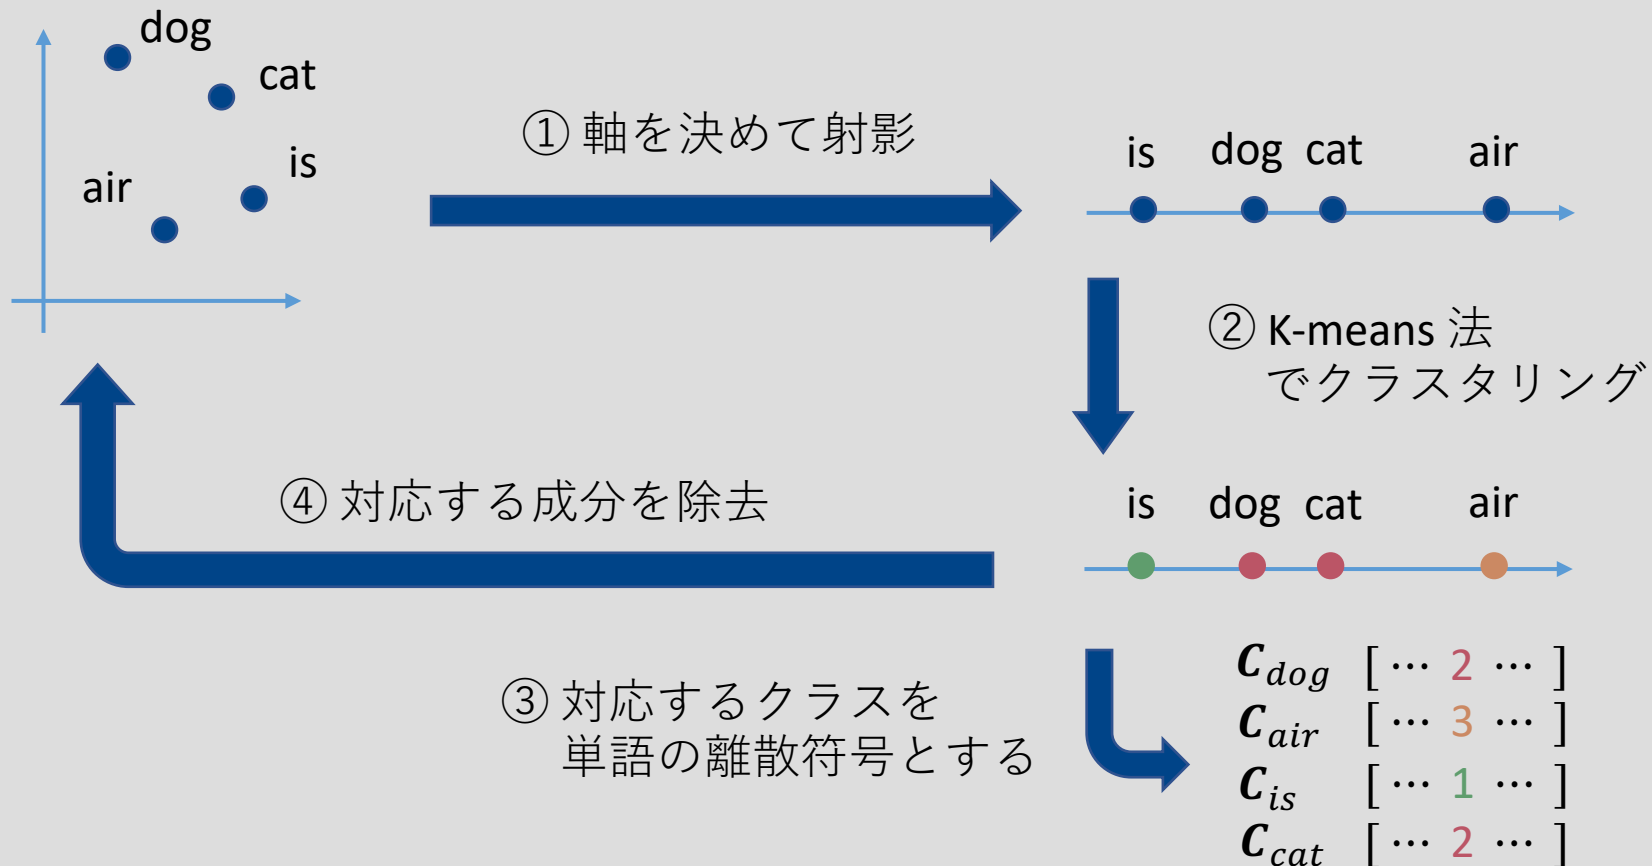 dog
cat
is
air
① 軸を決めて射影
is dog cat air
② K-means 法
でクラスタリング
④ 対応する成分を除去
is dog cat air
③ 対応するクラスを
単語の離散符号とする
C_dog [ ⋯ 2 ⋯ ]
C_air [ ⋯ 3 ⋯ ]
C_is [ ⋯ 1 ⋯ ]
C_cat [ ⋯ 2 ⋯ ]